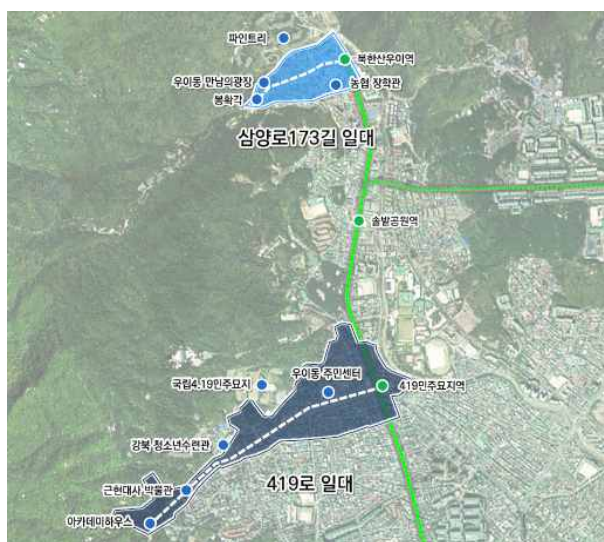 파인트리
북한산우이역
우이동 만남의광장
농협 장학관
봉확각
삼양로173길 일대
솔밭공원역
국립4.19민주묘지
우이동 주민센터
419민주묘지역
강북 청소년수련관
근현대사 박물관
419로 일대
아카데미하우스